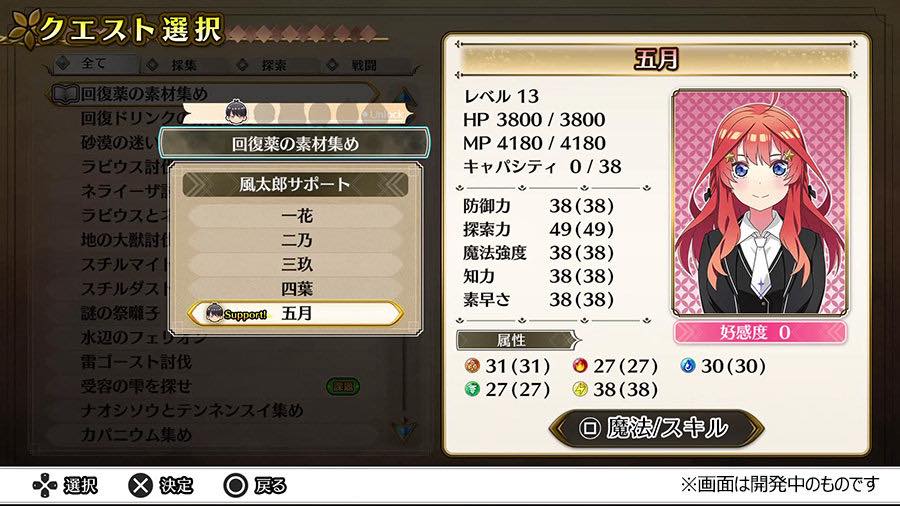 クエスト選択
全て
採集
探索
戦闘
回復薬の素材集め
回復ドリンクの
砂漠の迷い
ラビウス討伐
ネライーザ討
ラビウスとネ
地の大獣討伐
スチルマイト
スチルダスト
謎の祭囃子
水辺のフェリオン
雷ゴースト討伐
受容の雫を探せ
ナオシソウとテンネンスイ集め
カパニウム集め
Unlock
回復薬の素材集め
風太郎サポート
一花
二乃
三玖
四葉
Support! 五月
五月
レベル 13
HP 3800 / 3800
MP 4180 / 4180
キャパシティ 0 / 38
防御力 38(38)
探索力 49(49)
魔法強度 38(38)
知力 38(38)
素早さ 38(38)
好感度 0
属性
31(31) 27(27) 30(30)
27(27) 38(38)
魔法/スキル
選択 決定 戻る
※画面は開発中のものです